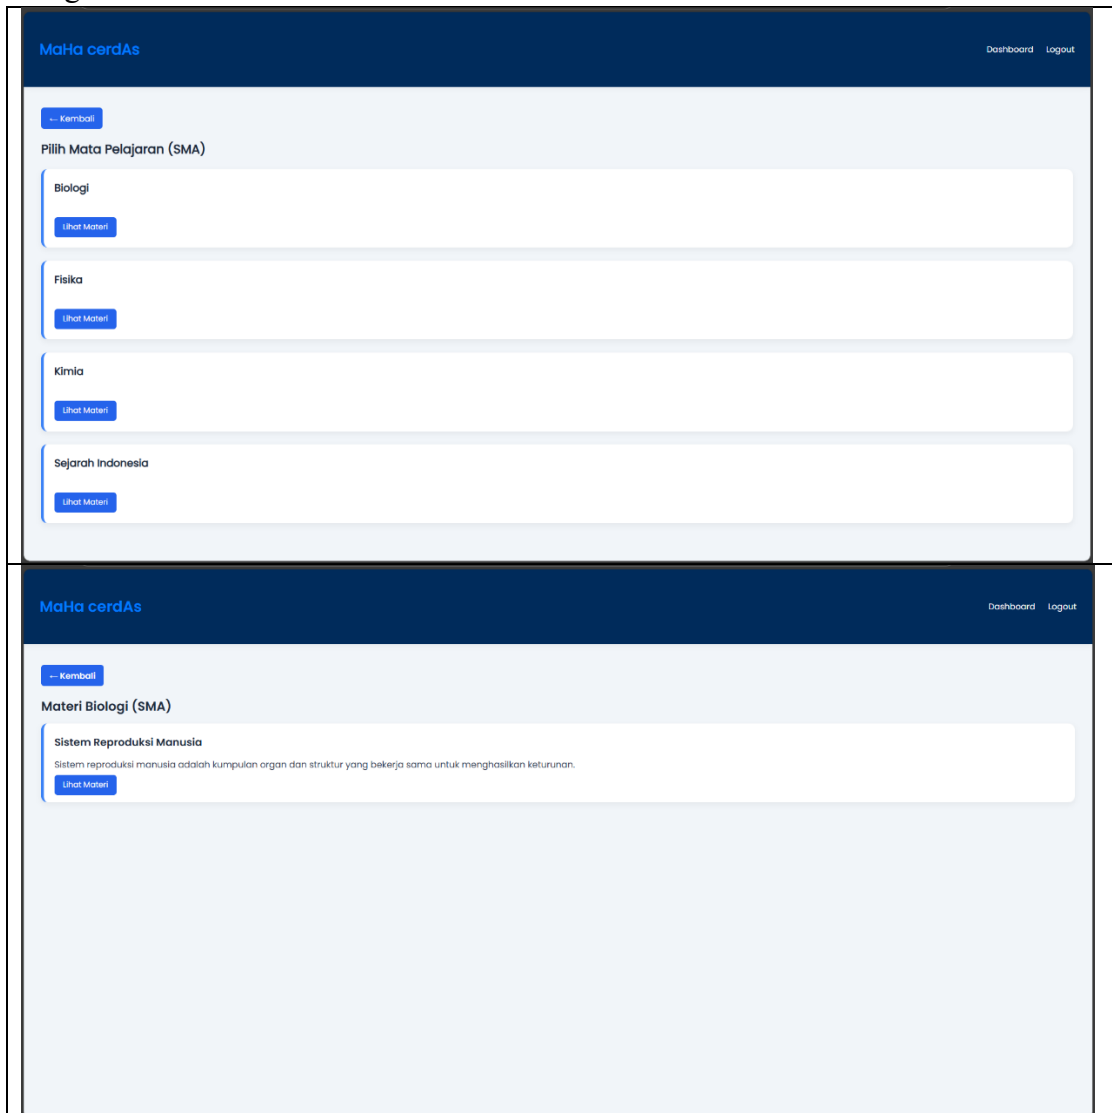 MaHa cerdAs
Dashboard Logout
← Kembali
Pilih Mata Pelajaran (SMA)
Biologi
Lihat Materi
Fisika
Lihat Materi
Kimia
Lihat Materi
Sejarah Indonesia
Lihat Materi
MaHa cerdAs
Dashboard Logout
← Kembali
Materi Biologi (SMA)
Sistem Reproduksi Manusia
Sistem reproduksi manusia adalah kumpulan organ dan struktur yang bekerja sama untuk menghasilkan keturunan.
Lihat Materi